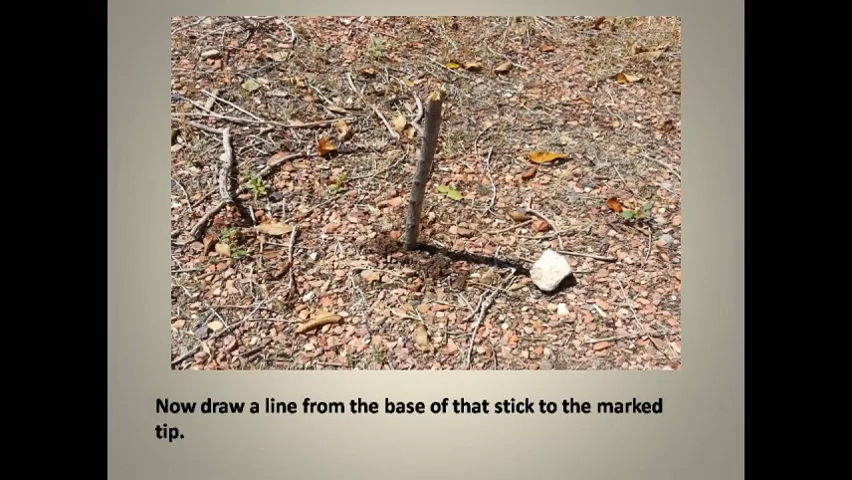 Now draw a line from the base of that stick to the marked
tip.